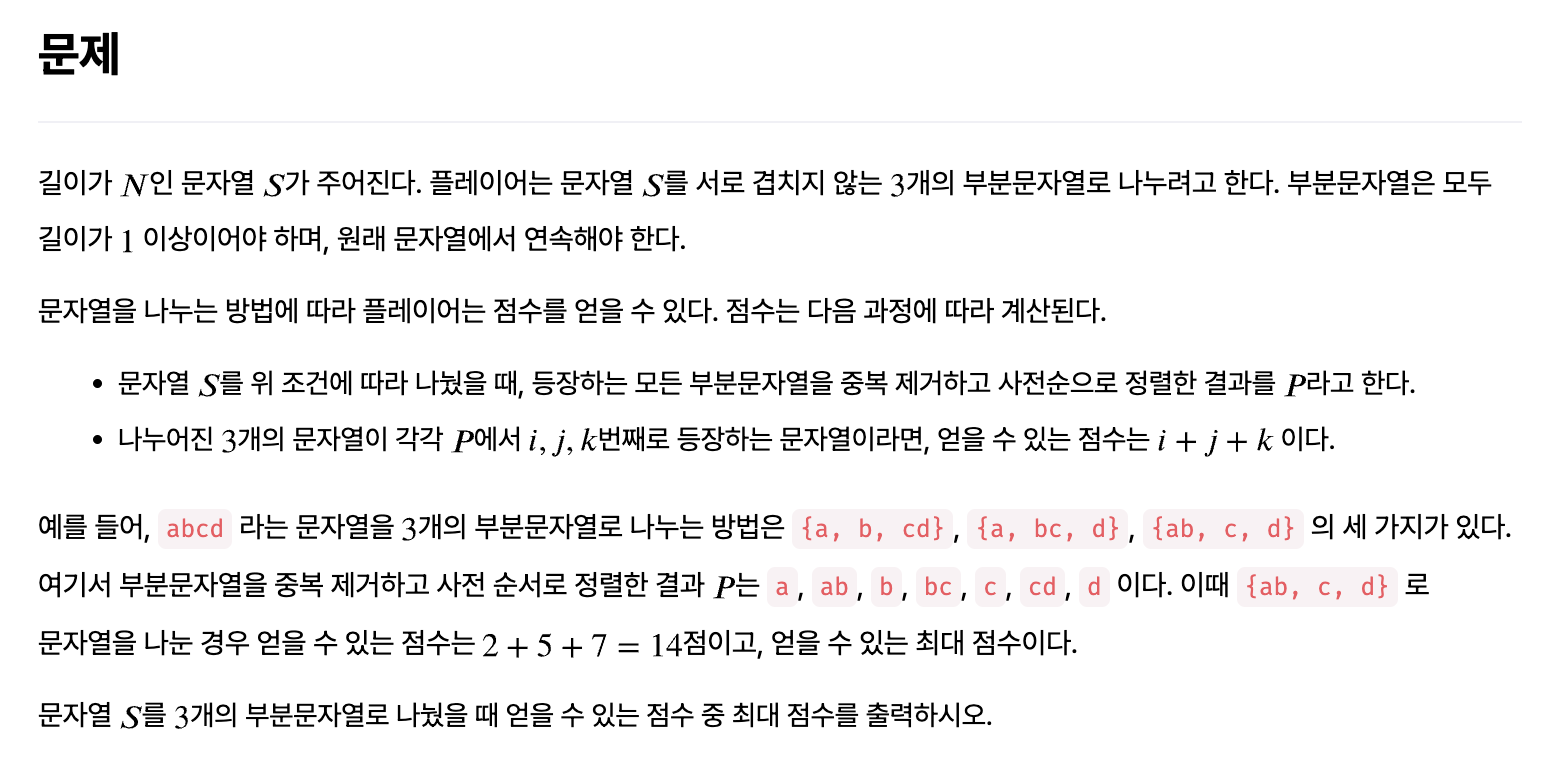 문제
길이가 N인 문자열 S가 주어진다. 플레이어는 문자열 S를 서로 겹치지 않는 3개의 부분문자열로 나누려고 한다. 부분문자열은 모두
길이가 1 이상이어야 하며, 원래 문자열에서 연속해야 한다.
문자열을 나누는 방법에 따라 플레이어는 점수를 얻을 수 있다. 점수는 다음 과정에 따라 계산된다.
• 문자열 S를 위 조건에 따라 나눴을 때, 등장하는 모든 부분문자열을 중복 제거하고 사전순으로 정렬한 결과를 P라고 한다.
• 나누어진 3개의 문자열이 각각 P에서 i, j, k번째로 등장하는 문자열이라면, 얻을 수 있는 점수는 i + j + k 이다.
예를 들어, abcd 라는 문자열을 3개의 부분문자열로 나누는 방법은 {a, b, cd}, {a, bc, d}, {ab, c, d} 의 세 가지가 있다.
여기서 부분문자열을 중복 제거하고 사전 순서로 정렬한 결과 P는 a, ab, b, bc, c, cd, d 이다. 이때 {ab, c, d} 로
문자열을 나눈 경우 얻을 수 있는 점수는 2 + 5 + 7 = 14점이고, 얻을 수 있는 최대 점수이다.
문자열 S를 3개의 부분문자열로 나눴을 때 얻을 수 있는 점수 중 최대 점수를 출력하시오.